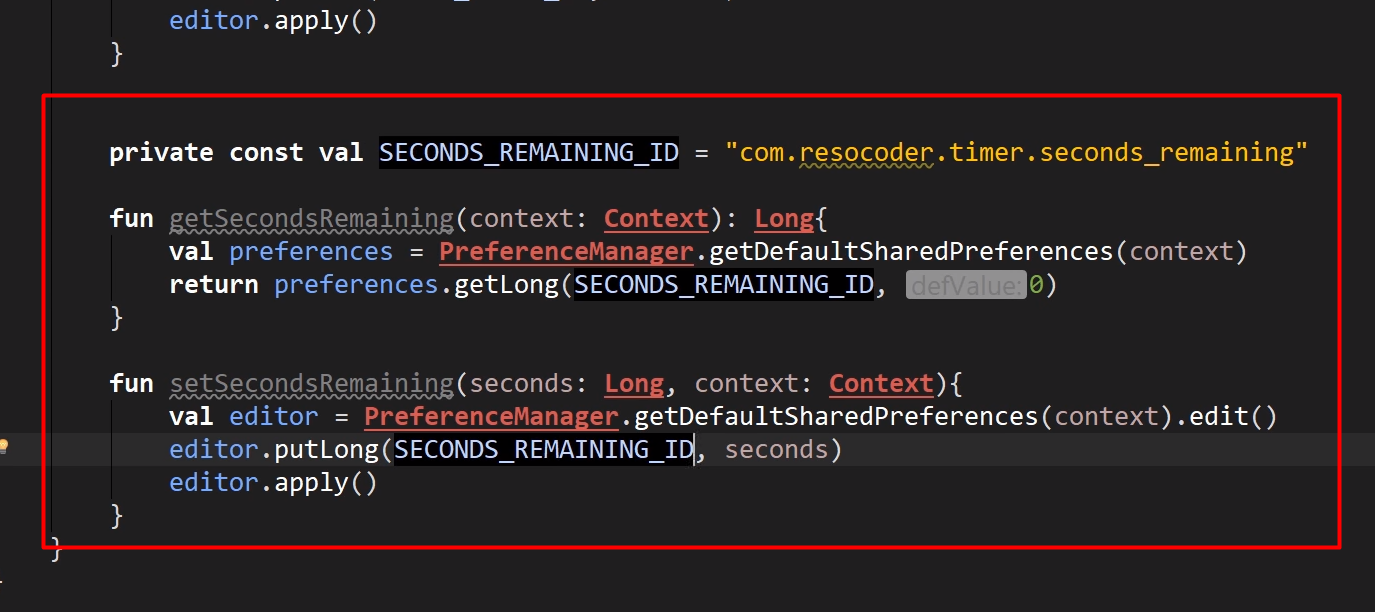 editor.apply()
}
private const val SECONDS_REMAINING_ID = "com.resocoder.timer.seconds_remaining"
fun getSecondsRemaining(context: Context): Long{
val preferences = PreferenceManager.getDefaultSharedPreferences(context)
return preferences.getLong(SECONDS_REMAINING_ID, defValue: 0)
}
fun setSecondsRemaining(seconds: Long, context: Context){
val editor = PreferenceManager.getDefaultSharedPreferences(context).edit()
editor.putLong(SECONDS_REMAINING_ID, seconds)
editor.apply()
}
}